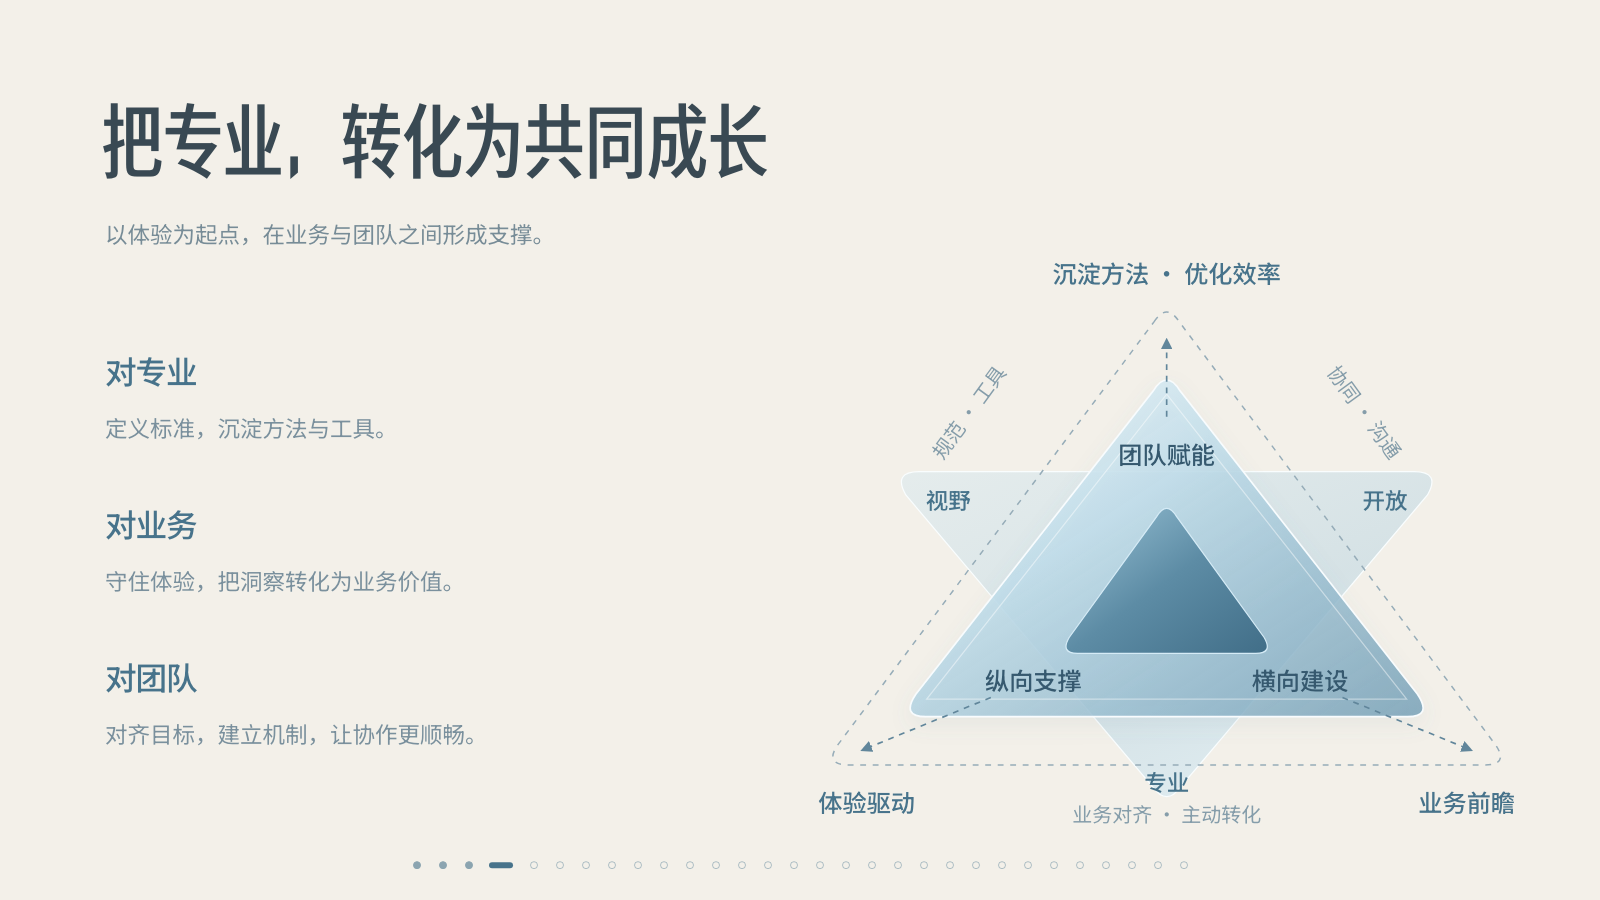 把专业，转化为共同成长
以体验为起点，在业务与团队之间形成支撑。
对专业
定义标准，沉淀方法与工具。
对业务
守住体验，把洞察转化为业务价值。
对团队
对齐目标，建立机制，让协作更顺畅。
沉淀方法 · 优化效率
规范 · 工具
协同 · 沟通
团队赋能
视野
开放
纵向支撑
横向建设
专业
体验驱动
业务前瞻
业务对齐 · 主动转化